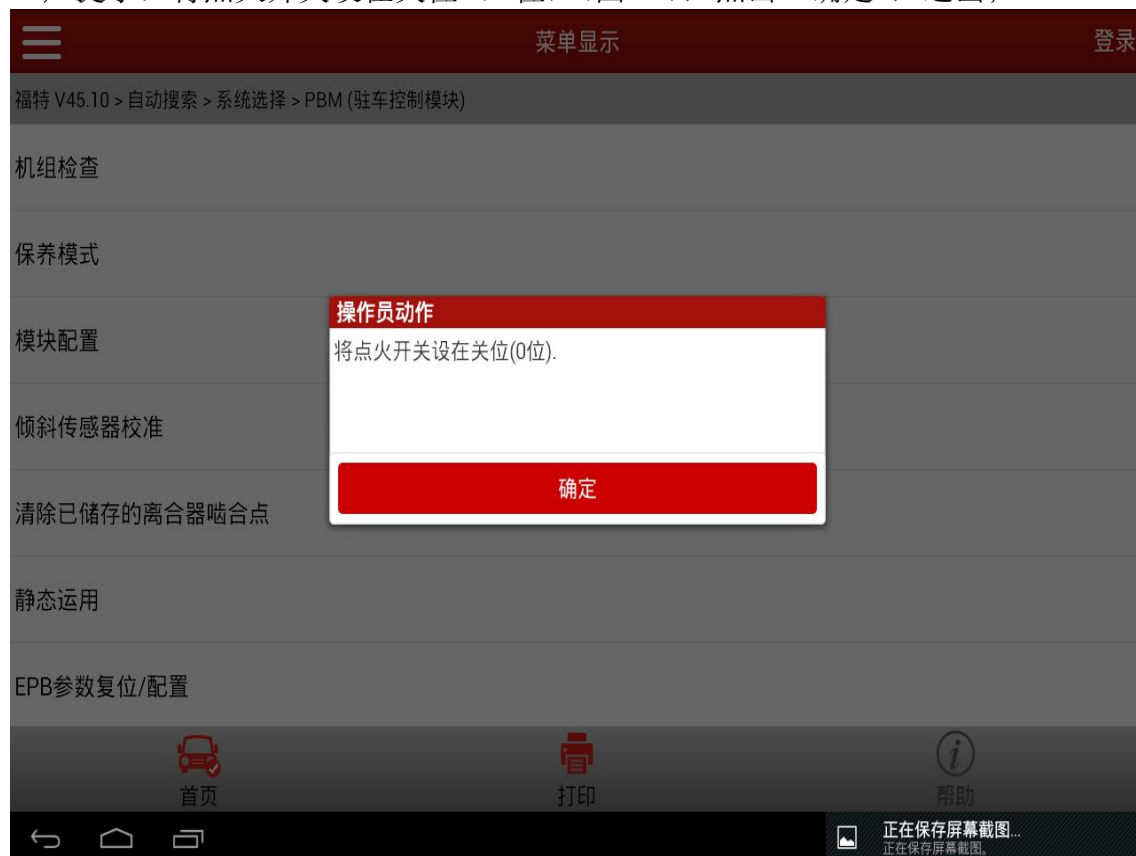 菜单显示
登录
福特 V45.10 > 自动搜索 > 系统选择 > PBM (驻车控制模块)
机组检查
保养模式
操作员动作
模块配置
将点火开关设在关位(0位).
倾斜传感器校准
确定
清除已储存的离合器啮合点
静态运用
EPB参数复位/配置
首页
打印
帮助
正在保存屏幕截图...
正在保存屏幕截图。